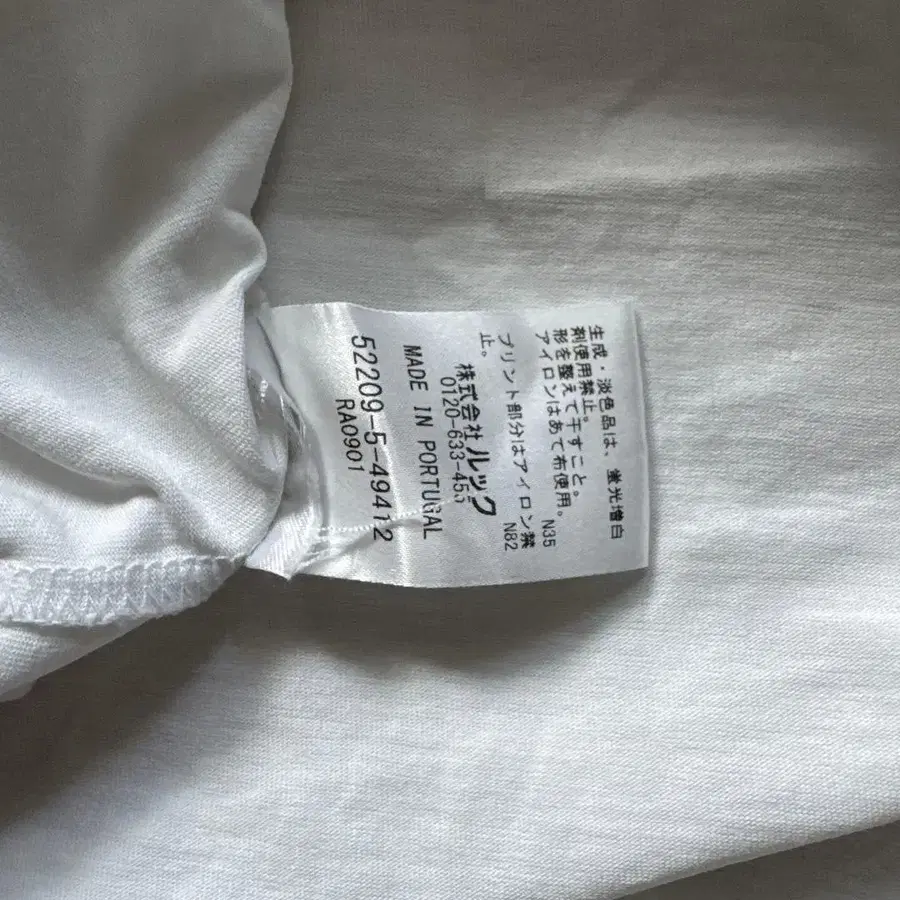 生成・淡色品は、蛍光増白
剤使用禁止。
形を整えて干すこと。
アイロンはあて布使用。
N35
プリント部分はアイロン禁
止。
N82
株式会社ルック
0120-633-455
MADE IN PORTUGAL
52209-5-49412
RA0901